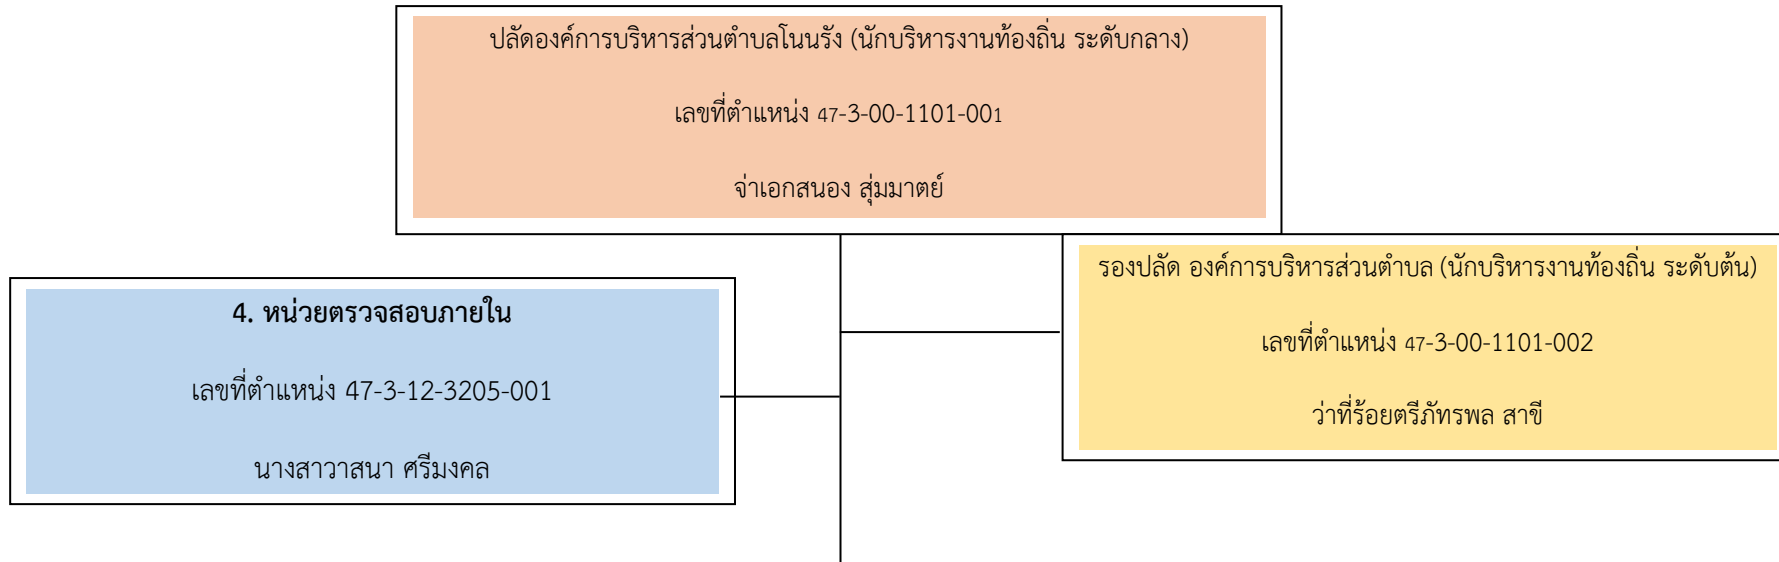 ปลัดองค์การบริหารส่วนตำบลโนนรัง (นักบริหารงานท้องถิ่น ระดับกลาง)
เลขที่ตำแหน่ง 47-3-00-1101-001
จ่าเอกสนอง สุ่มมาตย์
รองปลัด องค์การบริหารส่วนตำบล (นักบริหารงานท้องถิ่น ระดับต้น)
เลขที่ตำแหน่ง 47-3-00-1101-002
ว่าที่ร้อยตรีภัทรพล สาขี
4. หน่วยตรวจสอบภายใน
เลขที่ตำแหน่ง 47-3-12-3205-001
นางสาวาสนา ศรีมงคล